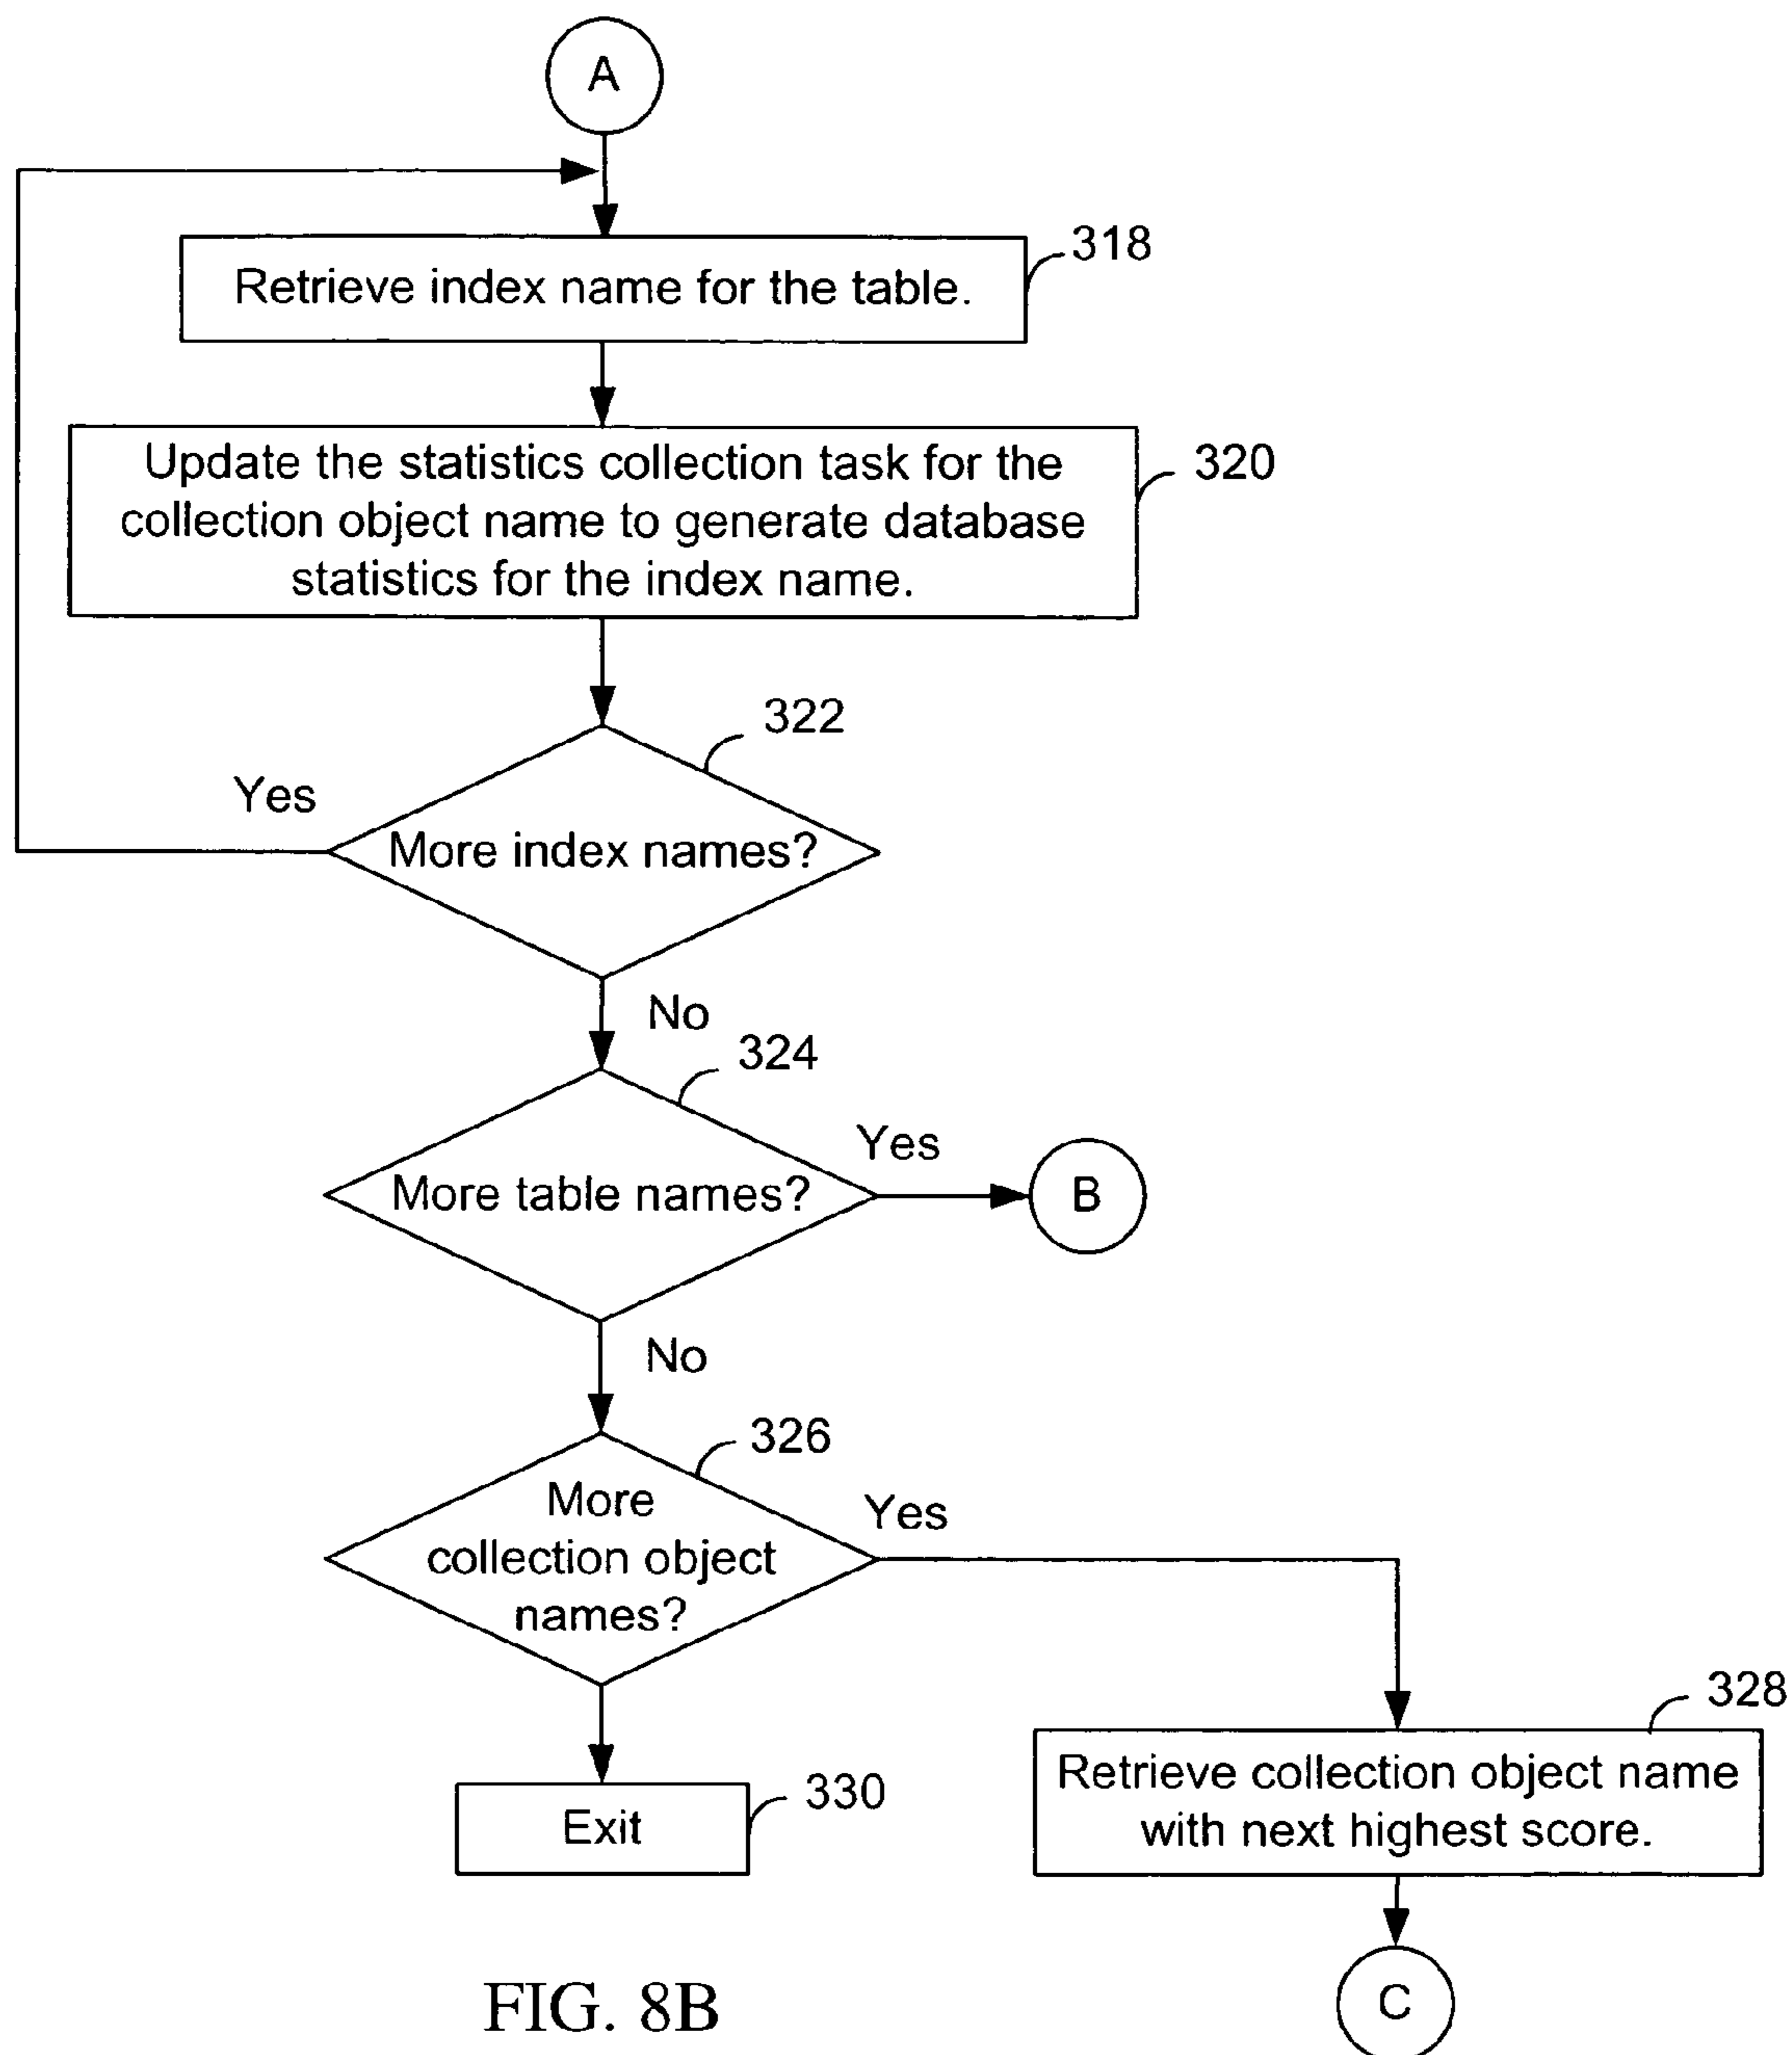 A
318
Retrieve index name for the table.
320
Update the statistics collection task for the
collection object name to generate database
statistics for the index name.
322
Yes
More index names?
No
324
Yes
More table names?
B
No
326
Yes
More
collection object
names?
328
Retrieve collection object name
with next highest score.
330
Exit
C
FIG. 8B